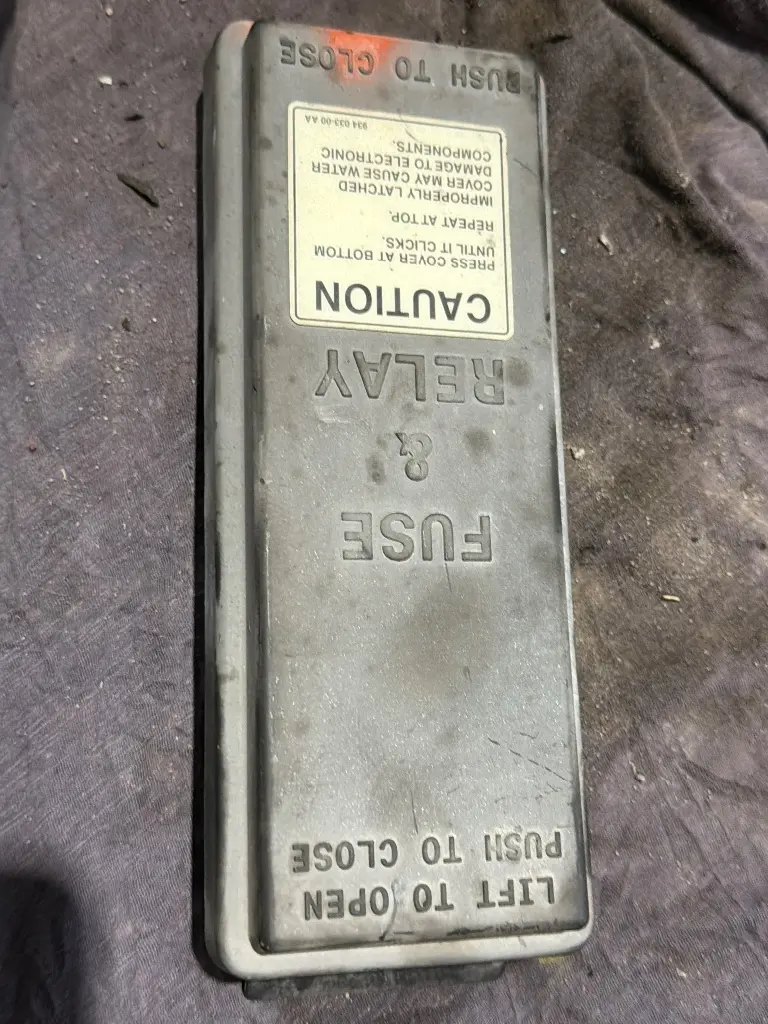 LIFT TO OPEN
PUSH TO CLOSE
FUSE
&
RELAY
CAUTION
PRESS COVER AT BOTTOM
UNTIL IT CLICKS.
REPEAT AT TOP.
IMPROPERLY LATCHED
COVER MAY CAUSE WATER
DAMAGE TO ELECTRONIC
COMPONENTS.
934 033-00 AA
PUSH TO CLOSE